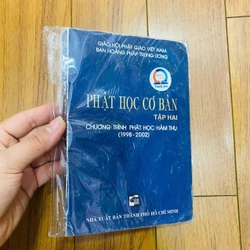 GIÁO HỘI PHẬT GIÁO VIỆT NAM
BAN HOẰNG PHÁP TRUNG ƯƠNG
PHẬT HỌC CƠ BẢN
TẬP HAI
CHƯƠNG TRÌNH PHẬT HỌC HÀM THỤ
(1998-2002)
NHÀ XUẤT BẢN THÀNH PHỐ HỒ CHÍ MINH